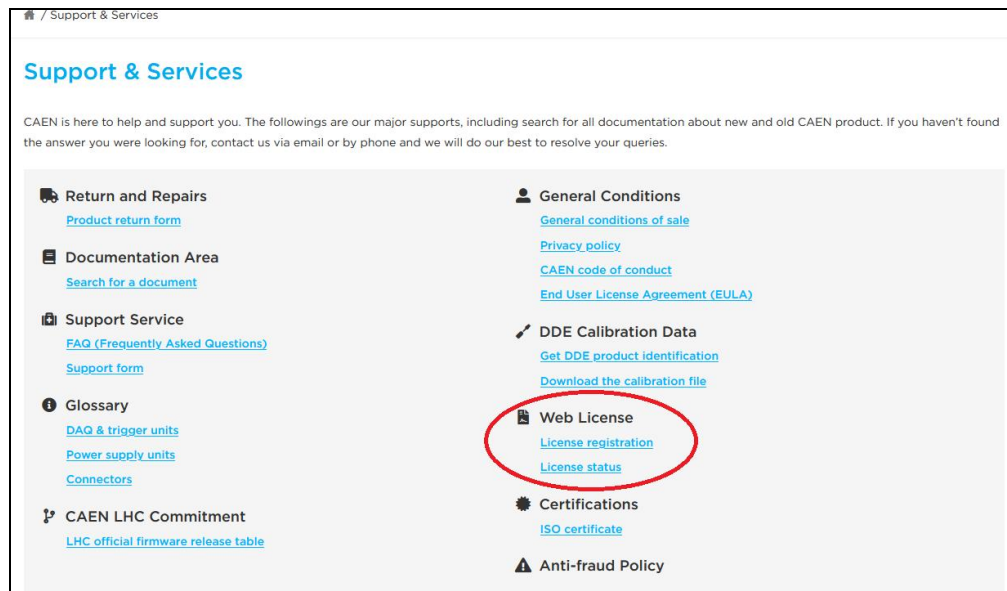 / Support & Services
Support & Services
CAEN is here to help and support you. The followings are our major supports, including search for all documentation about new and old CAEN product. If you haven't found
the answer you were looking for, contact us via email or by phone and we will do our best to resolve your queries.
Return and Repairs
Product return form
Documentation Area
Search for a document
Support Service
FAQ (Frequently Asked Questions)
Support form
Glossary
DAQ & trigger units
Power supply units
Connectors
CAEN LHC Commitment
LHC official firmware release table
General Conditions
General conditions of sale
Privacy policy
CAEN code of conduct
End User License Agreement (EULA)
DDE Calibration Data
Get DDE product identification
Download the calibration file
Web License
License registration
License status
Certifications
ISO certificate
Anti-fraud Policy